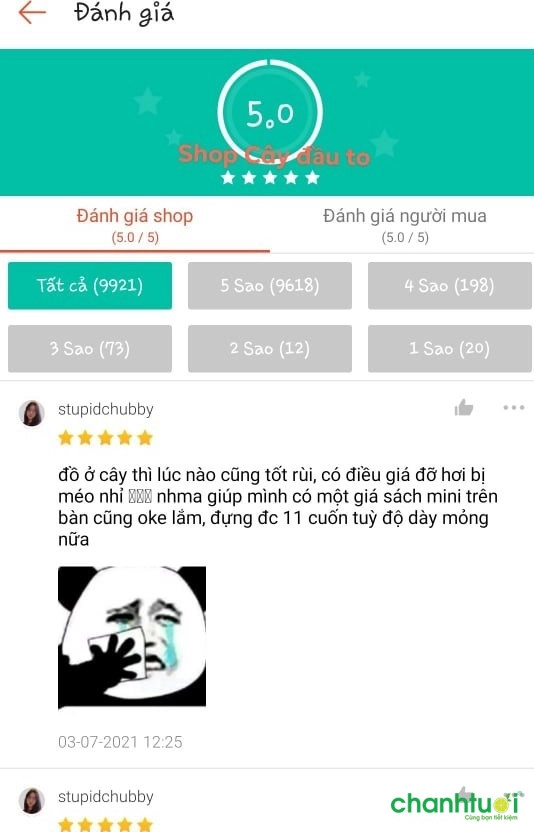 Đánh giá
5.0
Shop Cây đầu to
Đánh giá shop
(5.0 / 5)
Đánh giá người mua
(5.0 / 5)
Tất cả (9921)
5 Sao (9618)
4 Sao (198)
3 Sao (73)
2 Sao (12)
1 Sao (20)
stupidchubby
đồ ở cây thì lúc nào cũng tốt rùi, có điều giá đỡ hơi bị
méo nhỉ nhma giúp mình có một giá sách mini trên
bàn cũng oke lắm, đựng đc 11 cuốn tuỳ độ dày mỏng
nữa
03-07-2021 12:25
stupidchubby
chanhtươi
Cùng bạn tiết kiệm